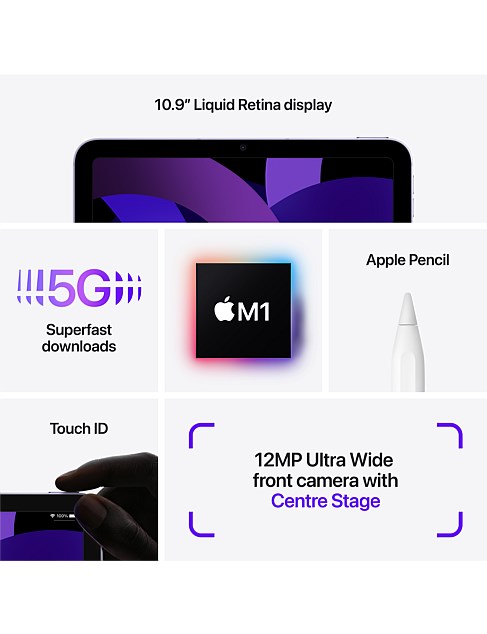 10.9” Liquid Retina display
5G
Superfast
downloads
M1
Apple Pencil
Touch ID
100%
12MP Ultra Wide
front camera with
Centre Stage